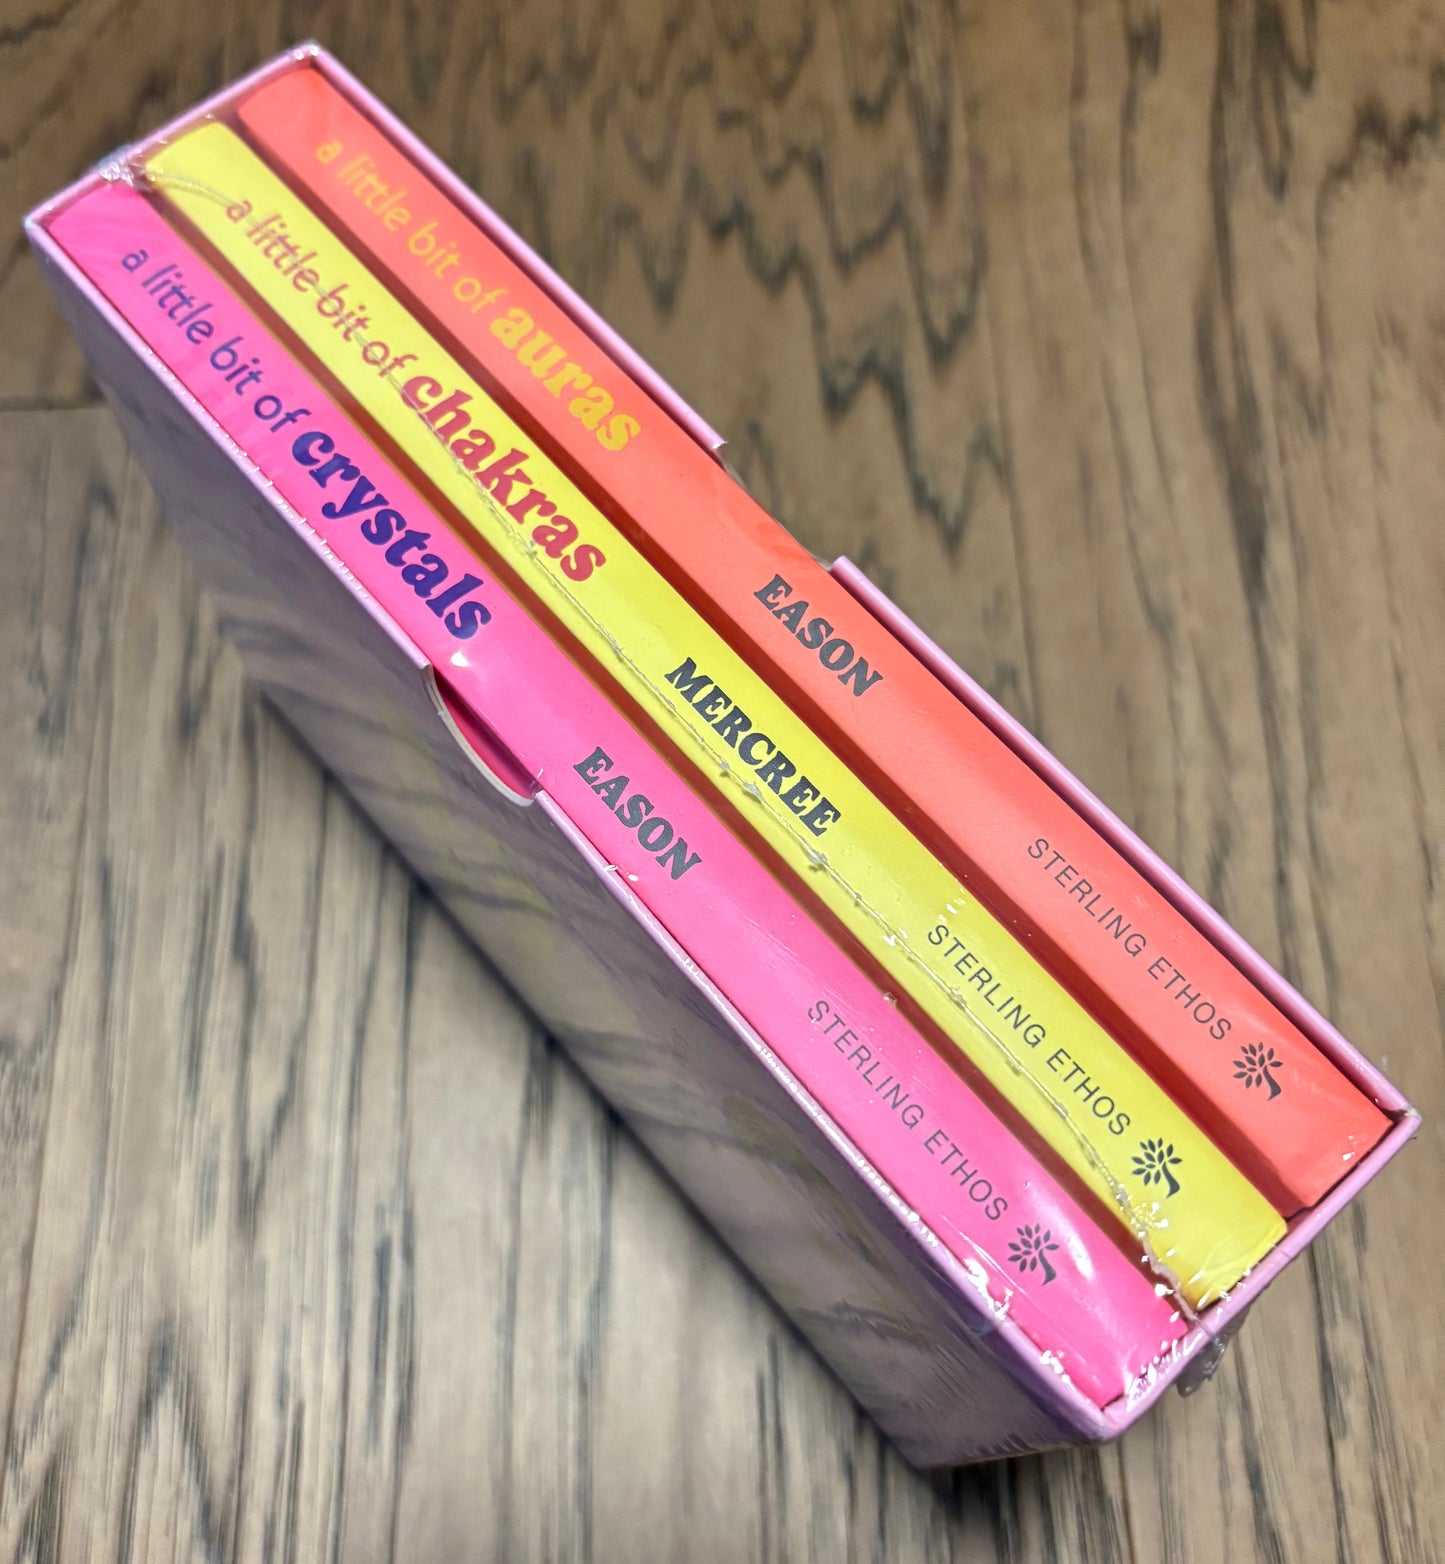 a little bit of auras EASON STERLING ETHOS
a little bit of chakras MERCREE STERLING ETHOS
a little bit of crystals EASON STERLING ETHOS